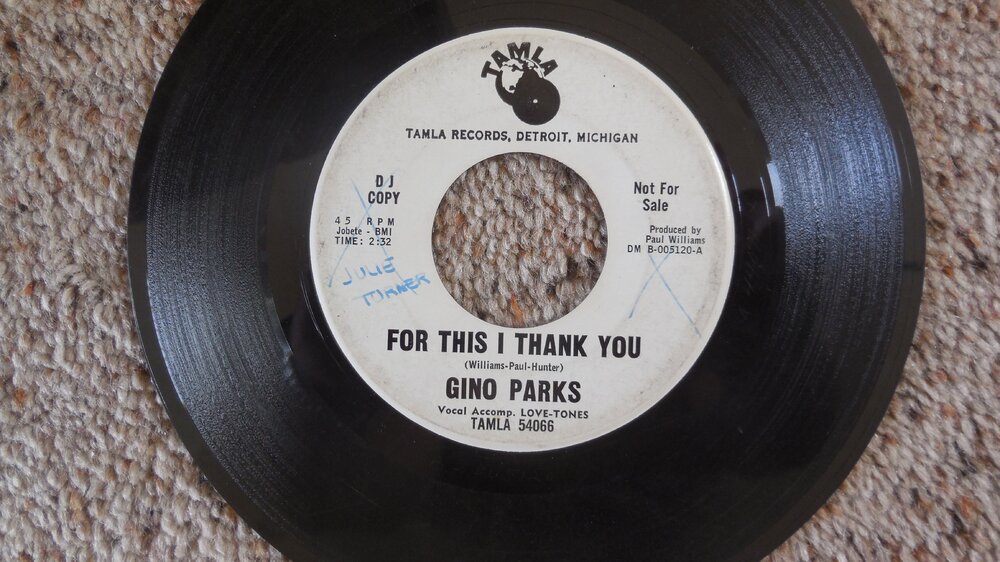 TAMLA
TAMLA RECORDS, DETROIT, MICHIGAN
DJ
COPY
45 RPM
Jobete - BMI
TIME: 2:32
Not For
Sale
Produced by
Paul Williams
DM B-005120-A
JULIE
TURNER
FOR THIS I THANK YOU
(Williams-Paul-Hunter)
GINO PARKS
Vocal Accomp. LOVE-TONES
TAMLA 54066